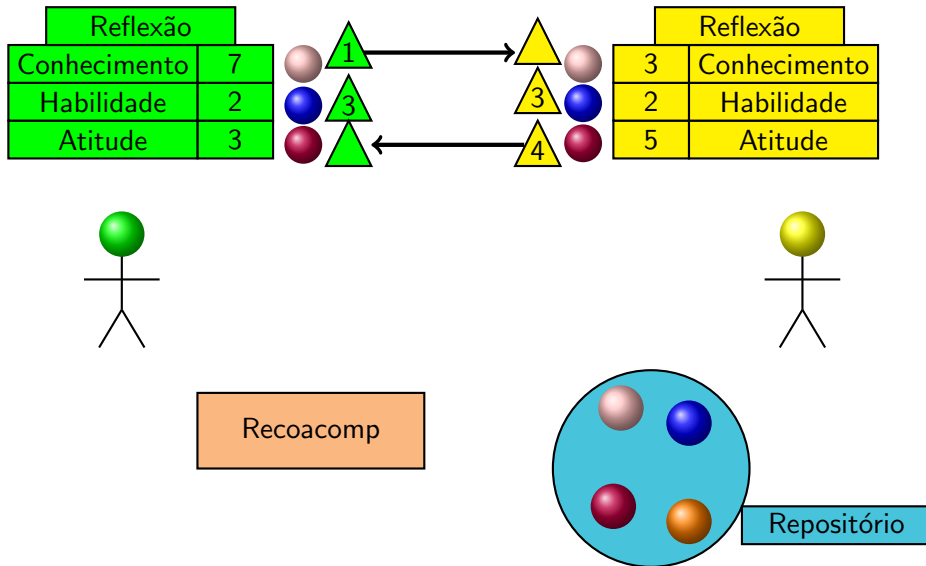 Reflexão
Conhecimento 7
Habilidade 2
Atitude 3
1
3
Reflexão
3 Conhecimento
2 Habilidade
5 Atitude
3
4
Recoacomp
Repositório